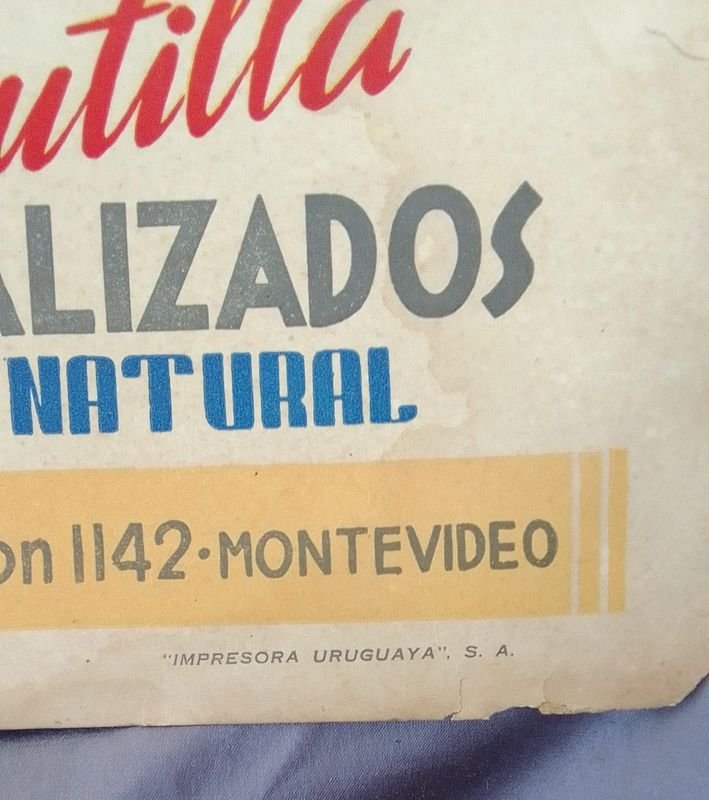 utilla
ALIZADOS
NATURAL
on 1142 · MONTEVIDEO
"IMPRESORA URUGUAYA", S. A.